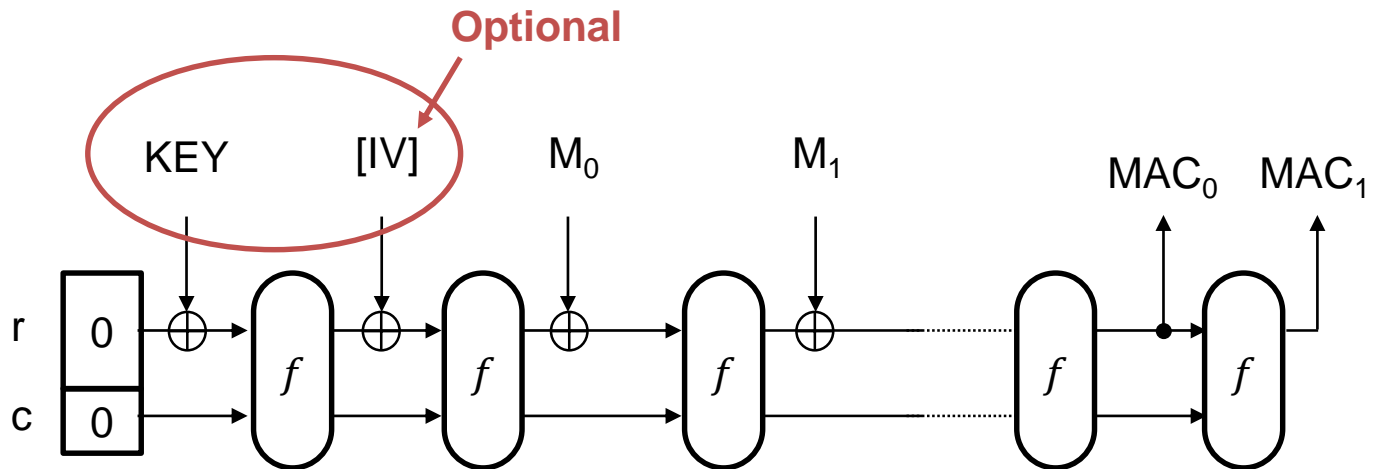 Optional
KEY [IV] M₀ M₁ MAC₀ MAC₁
r 0
f f f f f
c 0